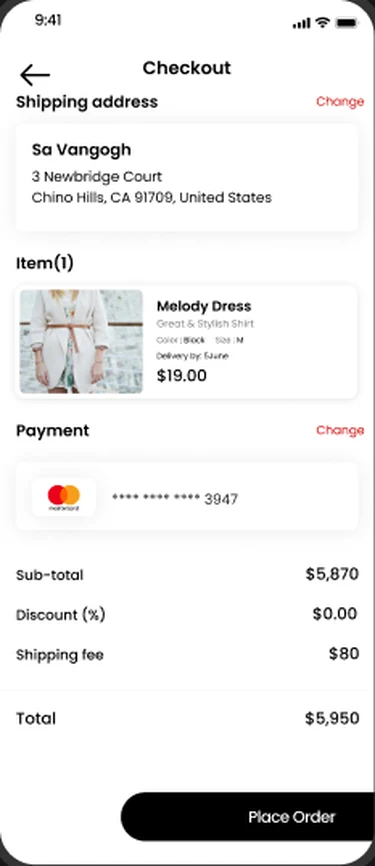 9:41
Checkout
Shipping address Change
Sa Vangogh
3 Newbridge Court
Chino Hills, CA 91709, United States
Item(1)
Melody Dress
Great & Stylish Shirt
Color : Black Size : M
Delivery by: 5June
$19.00
Payment Change
mastercard
**** **** **** 3947
Sub-total $5,870
Discount (%) $0.00
Shipping fee $80
Total $5,950
Place Order